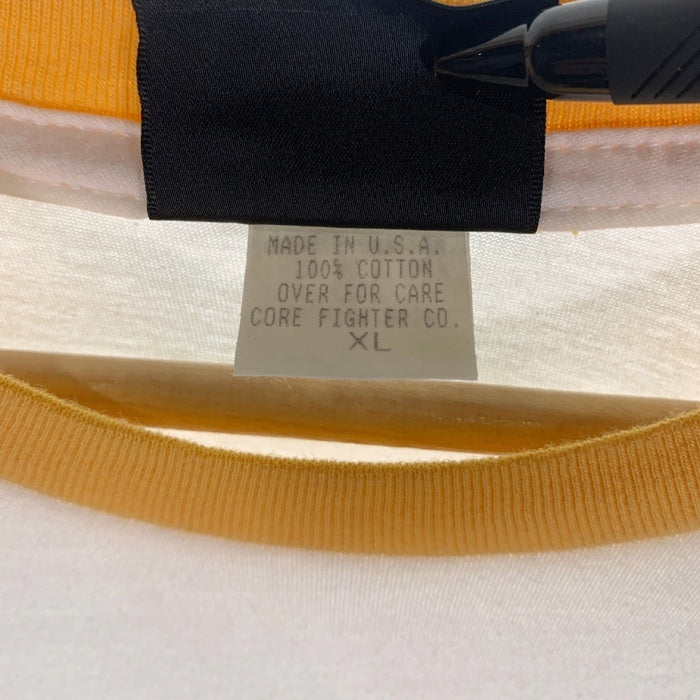 MADE IN U.S.A.
100% COTTON
OVER FOR CARE
CORE FIGHTER CO.
XL